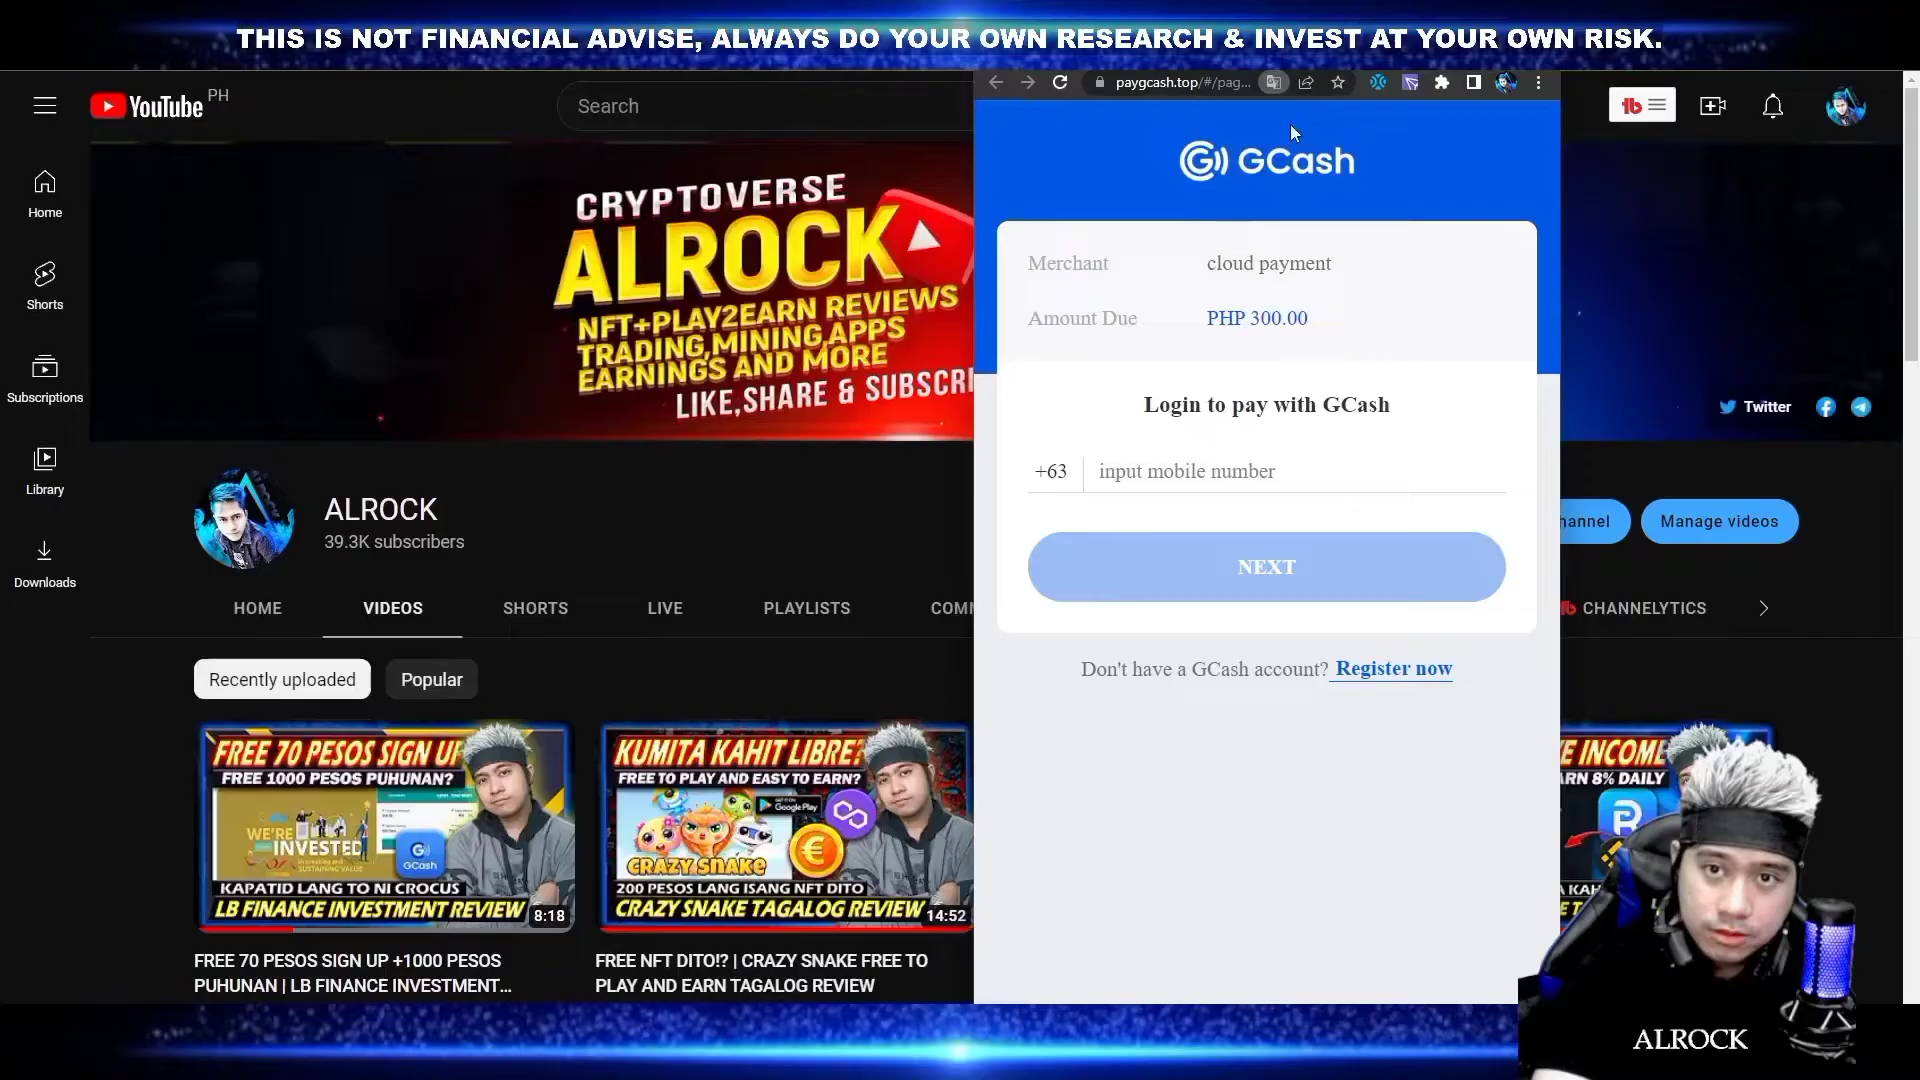 THIS IS NOT FINANCIAL ADVISE, ALWAYS DO YOUR OWN RESEARCH & INVEST AT YOUR OWN RISK.
YouTube PH
Search
paygcash.top/#/pag...
Home
Shorts
Subscriptions
Library
Downloads
CRYPTOVERSE
ALROCK
NFT+PLAY2EARN REVIEWS
TRADING,MINING,APPS
EARNINGS AND MORE
LIKE,SHARE & SUBSCRI
Twitter
ALROCK
39.3K subscribers
hannel
Manage videos
HOME
VIDEOS
SHORTS
LIVE
PLAYLISTS
COMM
CHANNELYTICS
Recently uploaded
Popular
GCash
Merchant cloud payment
Amount Due PHP 300.00
Login to pay with GCash
+63 input mobile number
NEXT
Don't have a GCash account? Register now
FREE 70 PESOS SIGN UP
FREE 1000 PESOS PUHUNAN?
WE'RE
INVESTED
GCash
KAPATID LANG TO NI CROCUS
LB FINANCE INVESTMENT REVIEW
8:18
FREE 70 PESOS SIGN UP +1000 PESOS
PUHUNAN | LB FINANCE INVESTMENT...
KUMITA KAHIT LIBRE?
FREE TO PLAY AND EASY TO EARN?
Google Play
CRAZY SNAKE
200 PESOS LANG ISANG NFT DITO
CRAZY SNAKE TAGALOG REVIEW
14:52
FREE NFT DITO!? | CRAZY SNAKE FREE TO
PLAY AND EARN TAGALOG REVIEW
E INCOME
ARN 8% DAILY
ALROCK